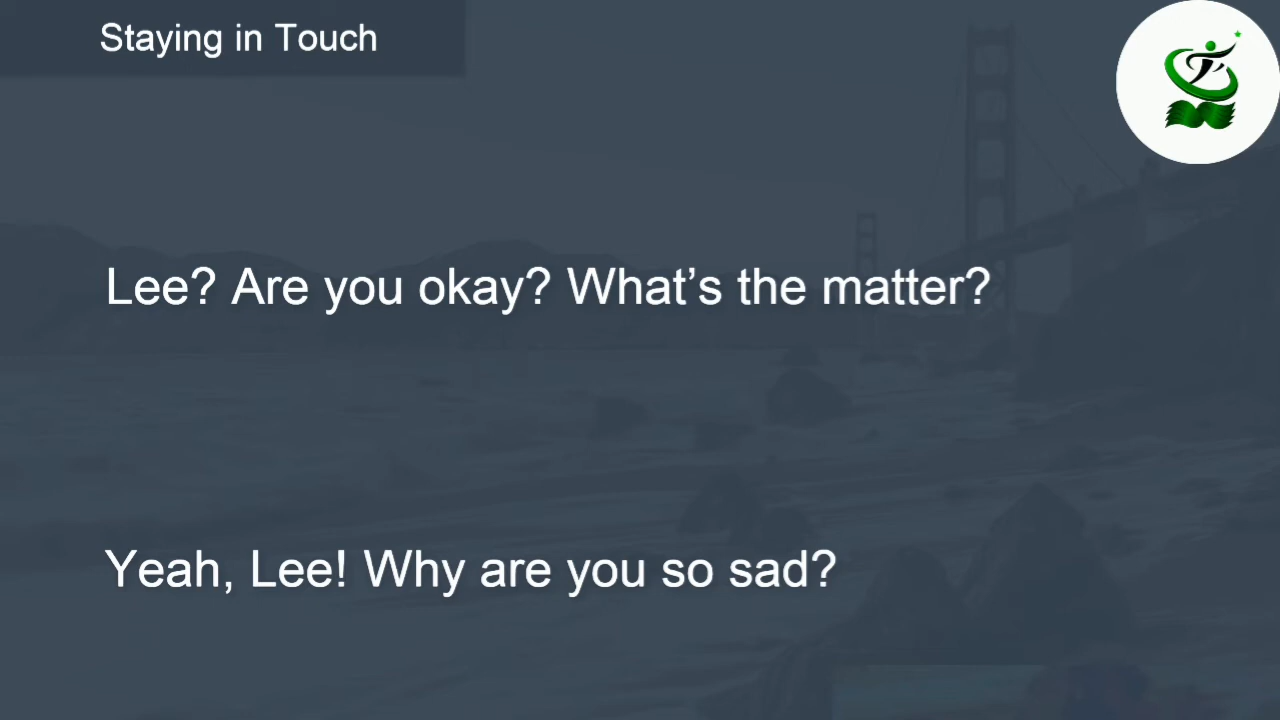 Staying in Touch
Lee? Are you okay? What’s the matter?
Yeah, Lee! Why are you so sad?